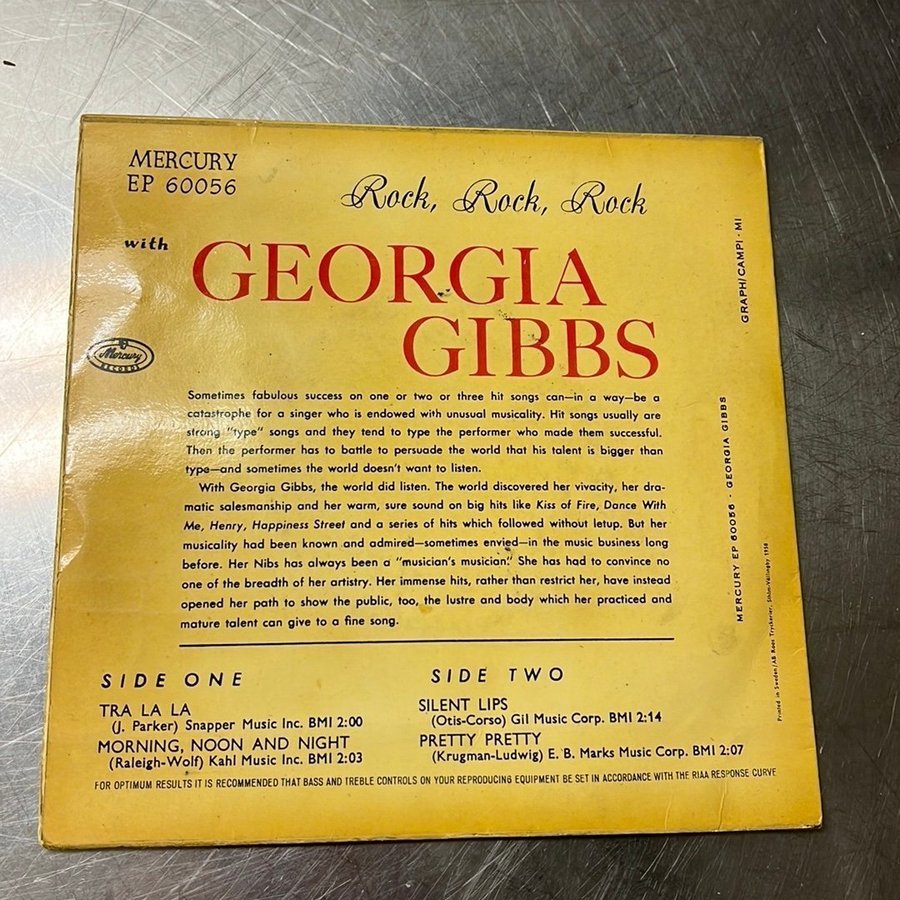 MERCURY
EP 60056
Rock, Rock, Rock
with
GEORGIA
GIBBS
Mercury
RECORDS
Sometimes fabulous success on one or two or three hit songs can—in a way—be a
catastrophe for a singer who is endowed with unusual musicality. Hit songs usually are
strong "type" songs and they tend to type the performer who made them successful.
Then the performer has to battle to persuade the world that his talent is bigger than
type—and sometimes the world doesn't want to listen.
With Georgia Gibbs, the world did listen. The world discovered her vivacity, her dra-
matic salesmanship and her warm, sure sound on big hits like Kiss of Fire, Dance With
Me, Henry, Happiness Street and a series of hits which followed without letup. But her
musicality had been known and admired—sometimes envied—in the music business long
before. Her Nibs has always been a "musician's musician." She has had to convince no
one of the breadth of her artistry. Her immense hits, rather than restrict her, have instead
opened her path to show the public, too, the lustre and body which her practiced and
mature talent can give to a fine song.
SIDE ONE
TRA LA LA
(J. Parker) Snapper Music Inc. BMI 2:00
MORNING, NOON AND NIGHT
(Raleigh-Wolf) Kahl Music Inc. BMI 2:03
SIDE TWO
SILENT LIPS
(Otis-Corso) Gil Music Corp. BMI 2:14
PRETTY PRETTY
(Krugman-Ludwig) E. B. Marks Music Corp. BMI 2:07
FOR OPTIMUM RESULTS IT IS RECOMMENDED THAT BASS AND TREBLE CONTROLS ON YOUR REPRODUCING EQUIPMENT BE SET IN ACCORDANCE WITH THE RIAA RESPONSE CURVE
GRAPHICAMPI - MI
MERCURY EP 60056 - GEORGIA GIBBS
Printed in Sweden/AB Roos Tryckerier, Sthlm-Vällingby 1958